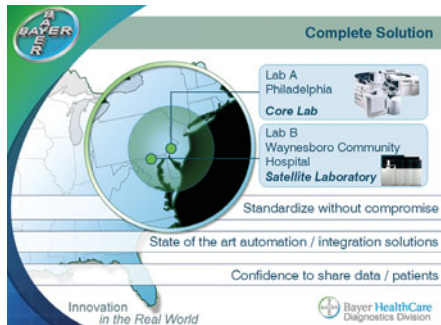 BAYER
BAYER
Complete Solution
Lab A
Philadelphia
Core Lab
Lab B
Waynesboro Community
Hospital
Satellite Laboratory
Standardize without compromise
State of the art automation / integration solutions
Confidence to share data / patients
Innovation
in the Real World
Bayer HealthCare
Diagnostics Division